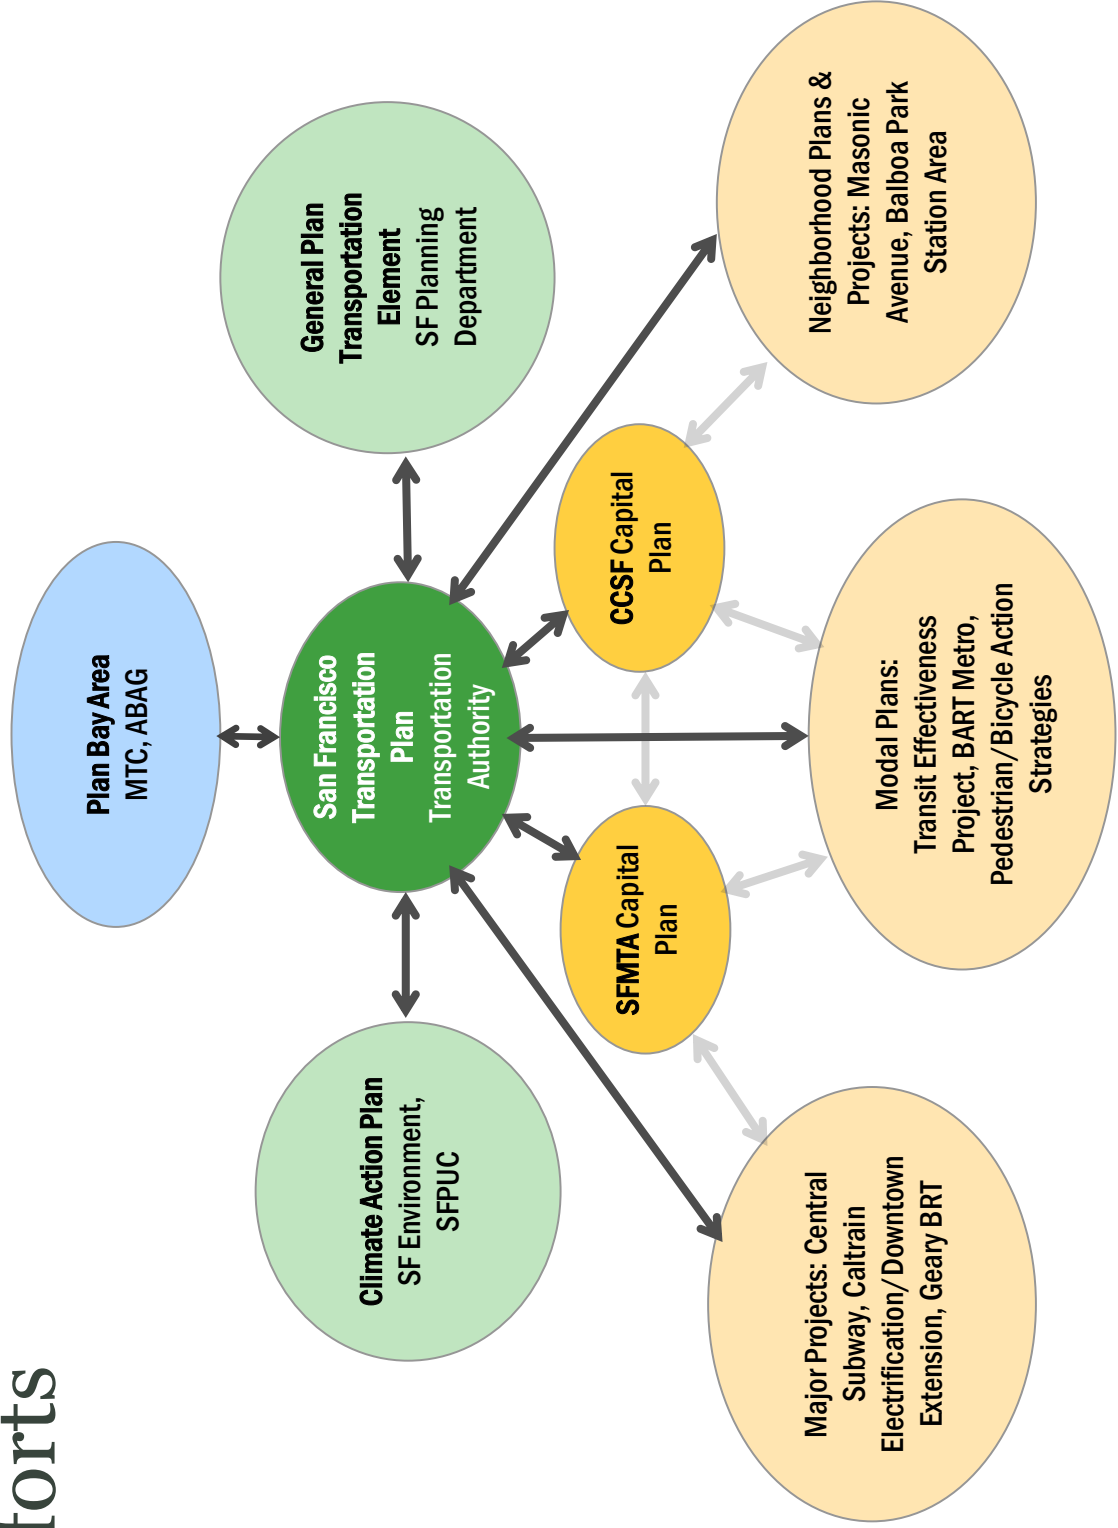 forts
Plan Bay Area
MTC, ABAG
Climate Action Plan
SF Environment,
SFPUC
San Francisco
Transportation
Plan
Transportation
Authority
General Plan
Transportation
Element
SF Planning
Department
SFMTA Capital
Plan
CCSF Capital
Plan
Major Projects: Central
Subway, Caltrain
Electrification/Downtown
Extension, Geary BRT
Modal Plans:
Transit Effectiveness
Project, BART Metro,
Pedestrian/Bicycle Action
Strategies
Neighborhood Plans &
Projects: Masonic
Avenue, Balboa Park
Station Area